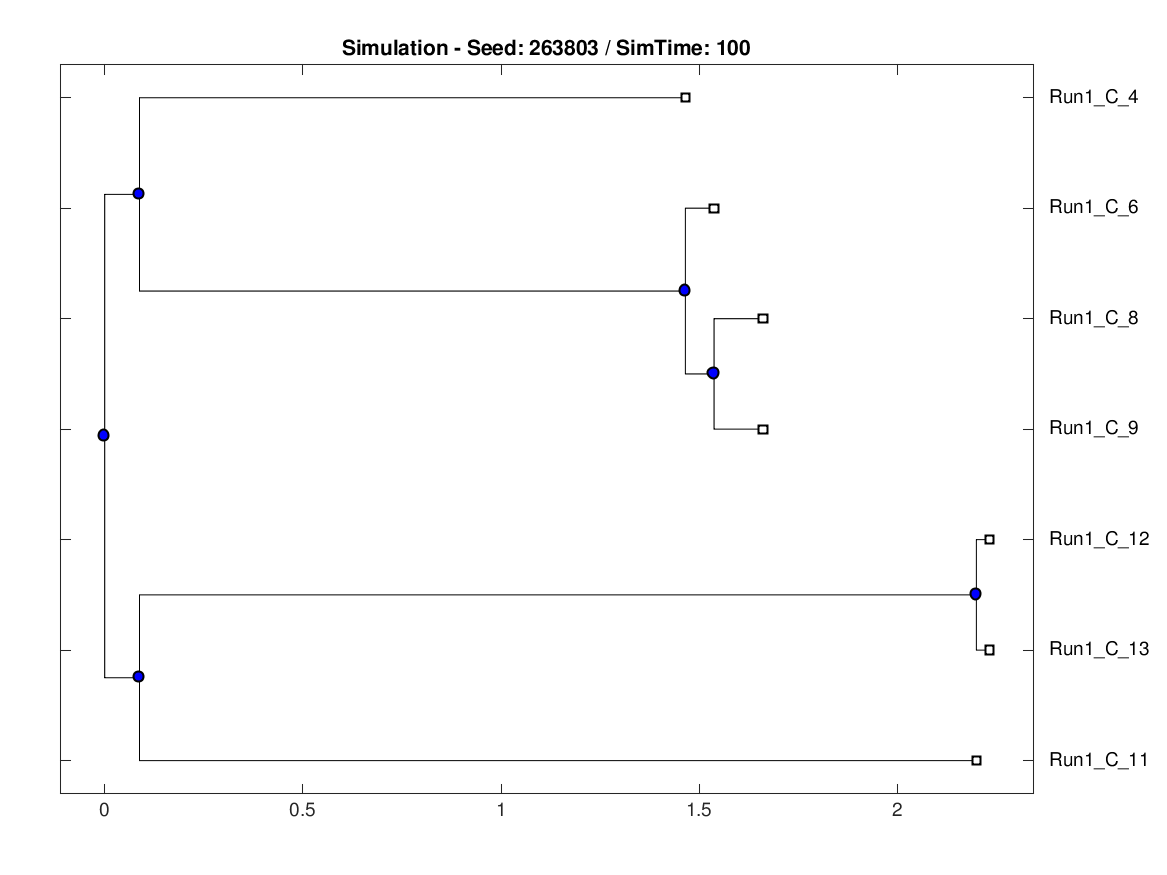 Simulation - Seed: 263803 / SimTime: 100
Run1_C_4
Run1_C_6
Run1_C_8
Run1_C_9
Run1_C_12
Run1_C_13
Run1_C_11
0 0.5 1 1.5 2